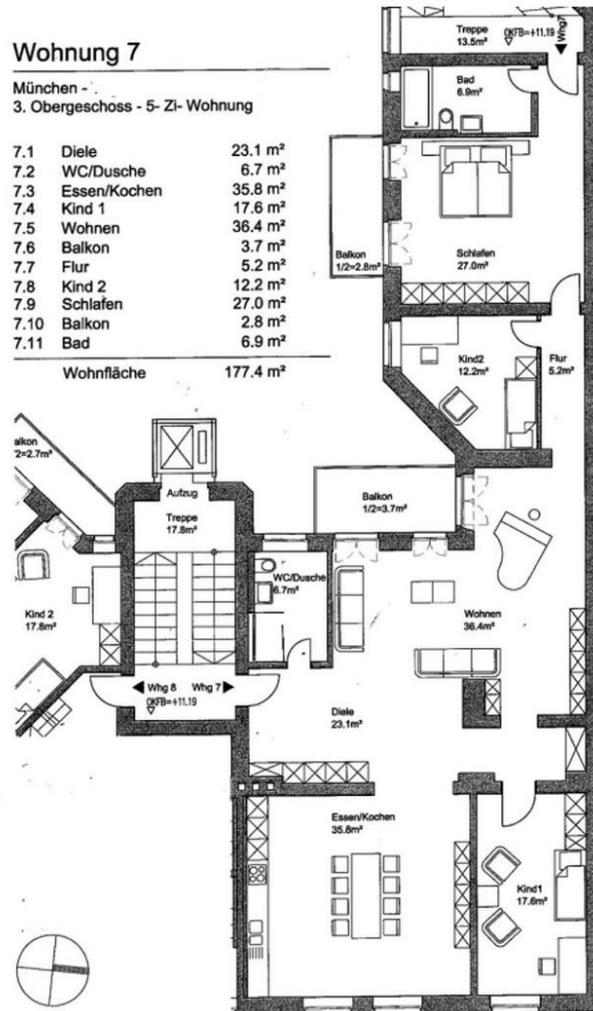 Wohnung 7
München -
3. Obergeschoss - 5- Zi- Wohnung
7.1 Diele 23.1 m²
7.2 WC/Dusche 6.7 m²
7.3 Essen/Kochen 35.8 m²
7.4 Kind 1 17.6 m²
7.5 Wohnen 36.4 m²
7.6 Balkon 3.7 m²
7.7 Flur 5.2 m²
7.8 Kind 2 12.2 m²
7.9 Schlafen 27.0 m²
7.10 Balkon 2.8 m²
7.11 Bad 6.9 m²
Wohnfläche 177.4 m²
Treppe
13.5m²
OKFB=+11.19
Whg7
Bad
6.9m²
Balkon
1/2=2.8m²
Schlafen
27.0m²
Kind2
12.2m²
Flur
5.2m²
alkon
/2=2.7m²
Aufzug
Treppe
17.8m²
Balkon
1/2=3.7m²
WC/Dusche
6.7m²
Kind 2
17.8m²
Wohnen
36.4m²
Whg 8 Whg 7
OKFB=+11.19
Diele
23.1m²
Essen/Kochen
35.8m²
Kind1
17.6m²